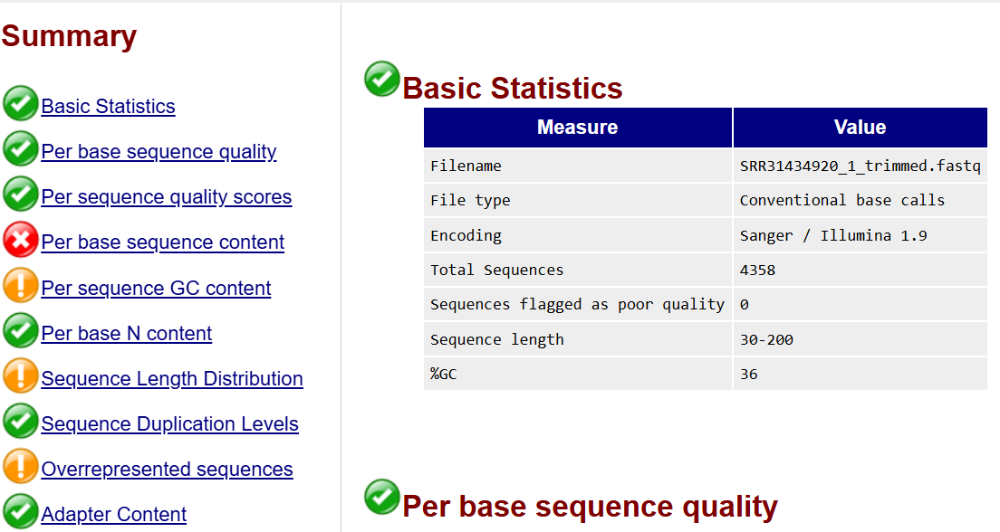 Summary
Basic Statistics
Per base sequence quality
Per sequence quality scores
Per base sequence content
Per sequence GC content
Per base N content
Sequence Length Distribution
Sequence Duplication Levels
Overrepresented sequences
Adapter Content
Basic Statistics
Measure Value
Filename SRR31434920_1_trimmed.fastq
File type Conventional base calls
Encoding Sanger / Illumina 1.9
Total Sequences 4358
Sequences flagged as poor quality 0
Sequence length 30-200
%GC 36
Per base sequence quality